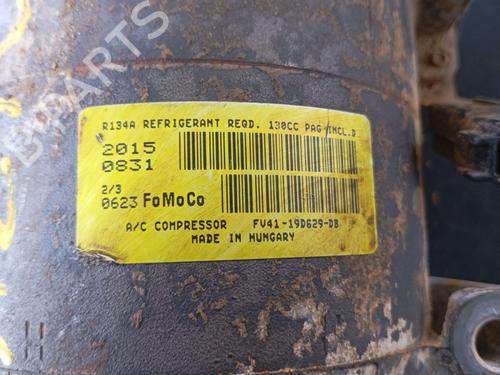 R134A REFRIGERANT REQD. 130CC PAG INCL.D
2015
0831
2/3
0623 FoMoCo
A/C COMPRESSOR FV41-19D629-DB
MADE IN HUNGARY